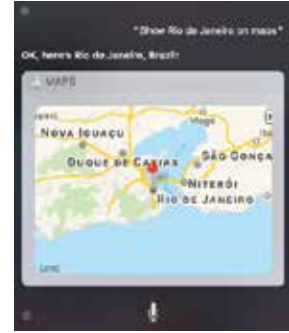 "Show Rio de Janeiro on maps"
OK, here's Rio de Janeiro, Brazil:
MAPS
Magé
NOVA IGUAÇU
DUQUE DE CAXIAS
SÃO GONÇA
NITERÓI
RIO DE JANEIRO